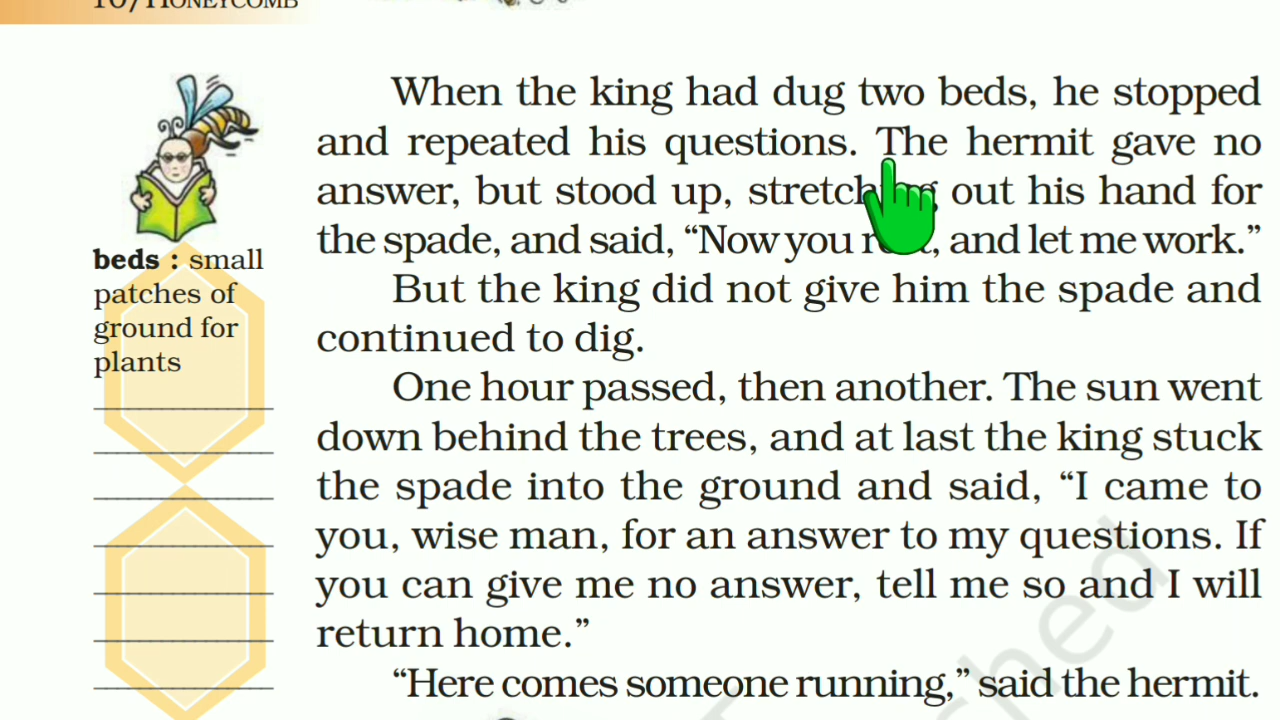 10/HONEYCOMB
When the king had dug two beds, he stopped
and repeated his questions. The hermit gave no
answer, but stood up, stretching out his hand for
the spade, and said, “Now you rest, and let me work.”
But the king did not give him the spade and
continued to dig.
One hour passed, then another. The sun went
down behind the trees, and at last the king stuck
the spade into the ground and said, “I came to
you, wise man, for an answer to my questions. If
you can give me no answer, tell me so and I will
return home.”
“Here comes someone running,” said the hermit.
beds : small
patches of
ground for
plants